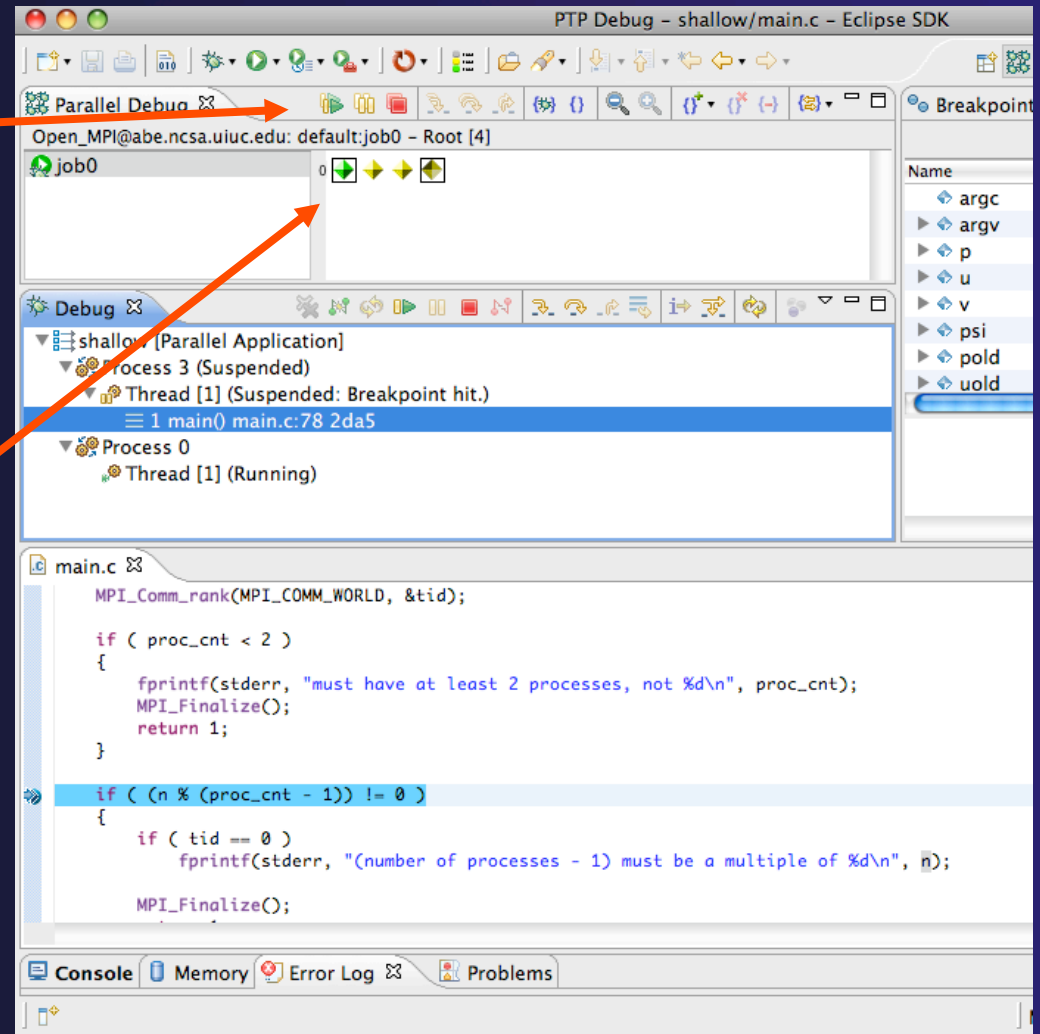 PTP Debug – shallow/main.c – Eclipse SDK
010
Parallel Debug
Open_MPI@abe.ncsa.uiuc.edu: default:job0 – Root [4]
job0
0
Breakpoint
Name
argc
argv
p
u
v
psi
pold
uold
Debug
shallow [Parallel Application]
Process 3 (Suspended)
Thread [1] (Suspended: Breakpoint hit.)
1 main() main.c:78 2da5
Process 0
Thread [1] (Running)
main.c
MPI_Comm_rank(MPI_COMM_WORLD, &tid);
if ( proc_cnt < 2 )
{
fprintf(stderr, "must have at least 2 processes, not %d\n", proc_cnt);
MPI_Finalize();
return 1;
}
if ( (n % (proc_cnt - 1)) != 0 )
{
if ( tid == 0 )
fprintf(stderr, "(number of processes - 1) must be a multiple of %d\n", n);
MPI_Finalize();
Console
Memory
Error Log
Problems